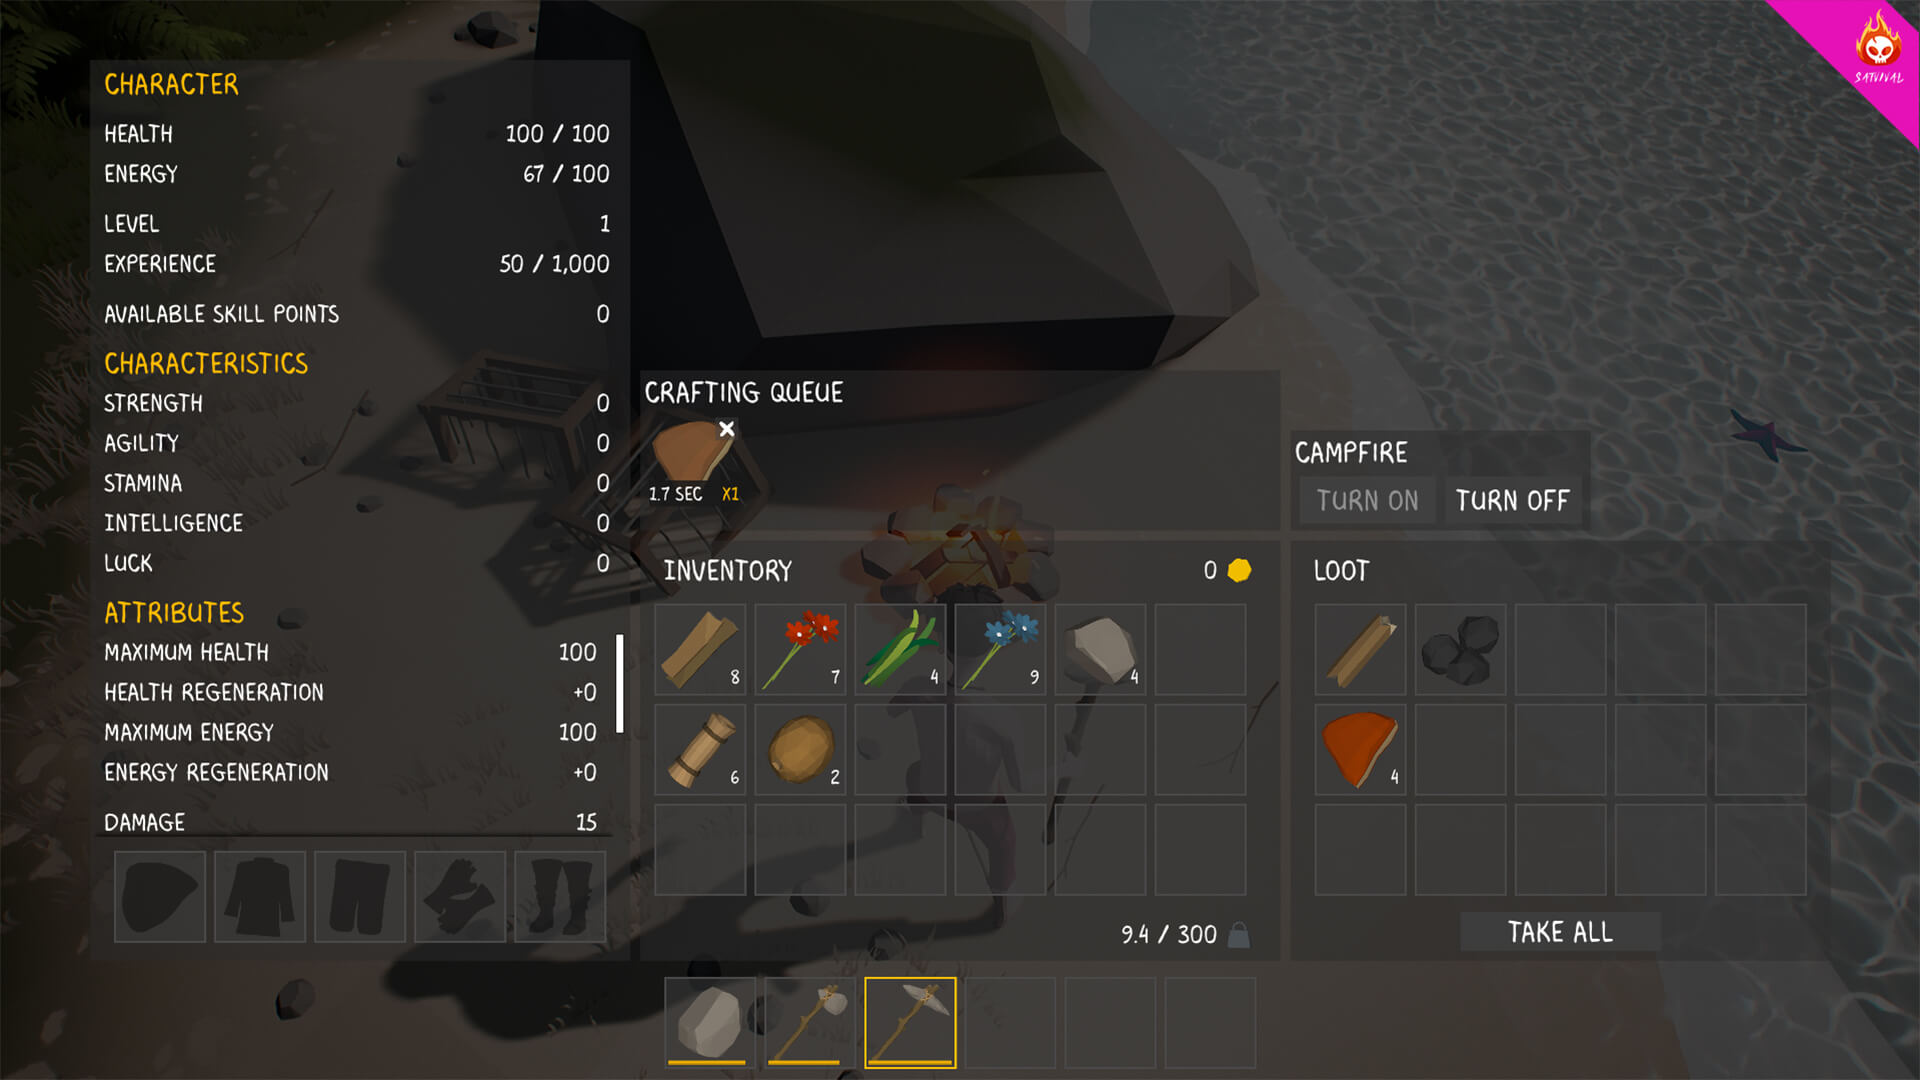 CHARACTER
HEALTH 100 / 100
ENERGY 67 / 100
LEVEL 1
EXPERIENCE 50 / 1,000
AVAILABLE SKILL POINTS 0
CHARACTERISTICS
STRENGTH 0
AGILITY 0
STAMINA 0
INTELLIGENCE 0
LUCK 0
ATTRIBUTES
MAXIMUM HEALTH 100
HEALTH REGENERATION +0
MAXIMUM ENERGY 100
ENERGY REGENERATION +0
DAMAGE 15
CRAFTING QUEUE
1.7 SEC X1
INVENTORY 0
8 7 4 9 4
6 2
9.4 / 300
CAMPFIRE
TURN ON TURN OFF
LOOT
4
TAKE ALL
SATVIVAL